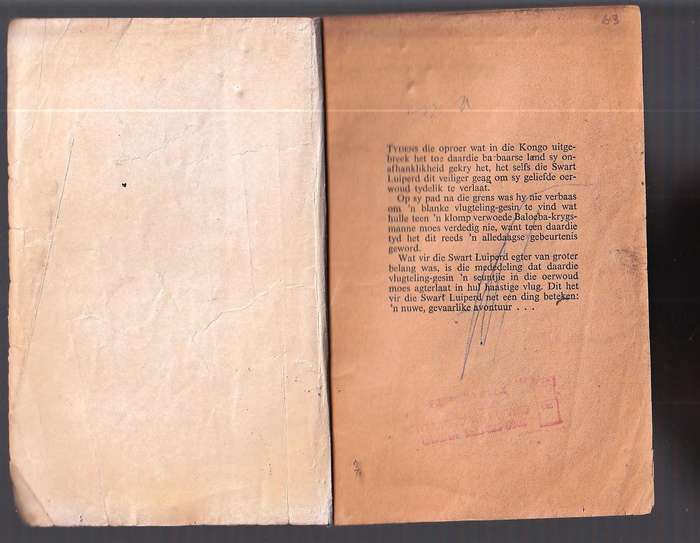 68
TYDENS die oproer wat in die Kongo uitge-
breek het toe daardie ba baarse land sy on-
afhanklikheid gekry het, het selfs die Swart
Luiperd dit veiliger geag om sy geliefde oer-
woud tydelik te verlaat.
Op sy pad na die grens was hy nie verbaas
om 'n blanke vlugteling-gesin te vind wat
hulle teen 'n klomp verwoede Baloeba-krygs-
manne moes verdedig nie, want teen daardie
tyd het dit reeds 'n alledaagse gebeurtenis
geword.
Wat vir die Swart Luiperd egter van groter
belang was, is die mededeling dat daardie
vlugteling-gesin 'n seuntjie in die oerwoud
moes agterlaat in hul haastige vlug. Dit het
vir die Swart Luiperd net een ding beteken:
'n nuwe, gevaarlike avontuur . . .